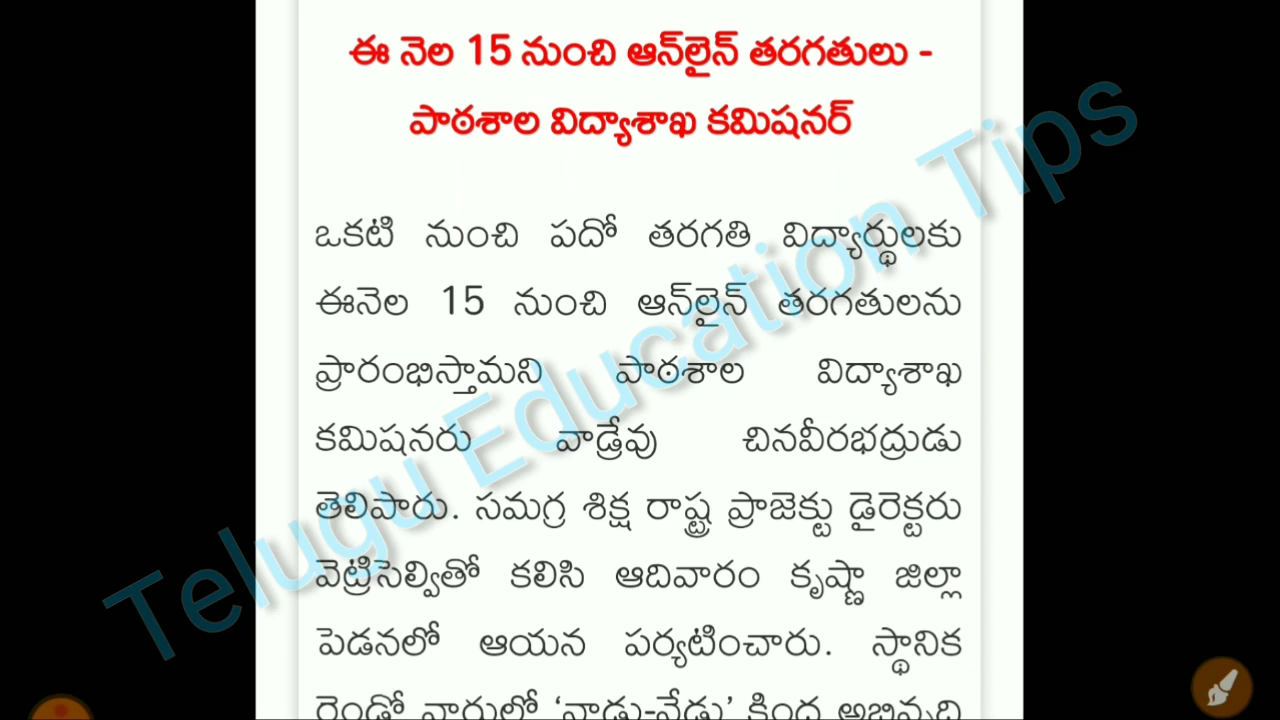 ఈ నెల 15 నుంచి ఆన్‌లైన్ తరగతులు -
పాఠశాల విద్యాశాఖ కమిషనర్
ఒకటి నుంచి పదో తరగతి విద్యార్థులకు
ఈనెల 15 నుంచి ఆన్‌లైన్ తరగతులను
ప్రారంభిస్తామని పాఠశాల విద్యాశాఖ
కమిషనరు వాడ్రేవు చినవీరభద్రుడు
తెలిపారు. సమగ్ర శిక్ష రాష్ట్ర ప్రాజెక్టు డైరెక్టరు
వెట్రిసెల్వితో కలిసి ఆదివారం కృష్ణా జిల్లా
పెడనలో ఆయన పర్యటించారు. స్థానిక
రెండో వార్డులో ‘నాడు-నేడు’ కింద అభివృద్ధి
Telugu Education Tips